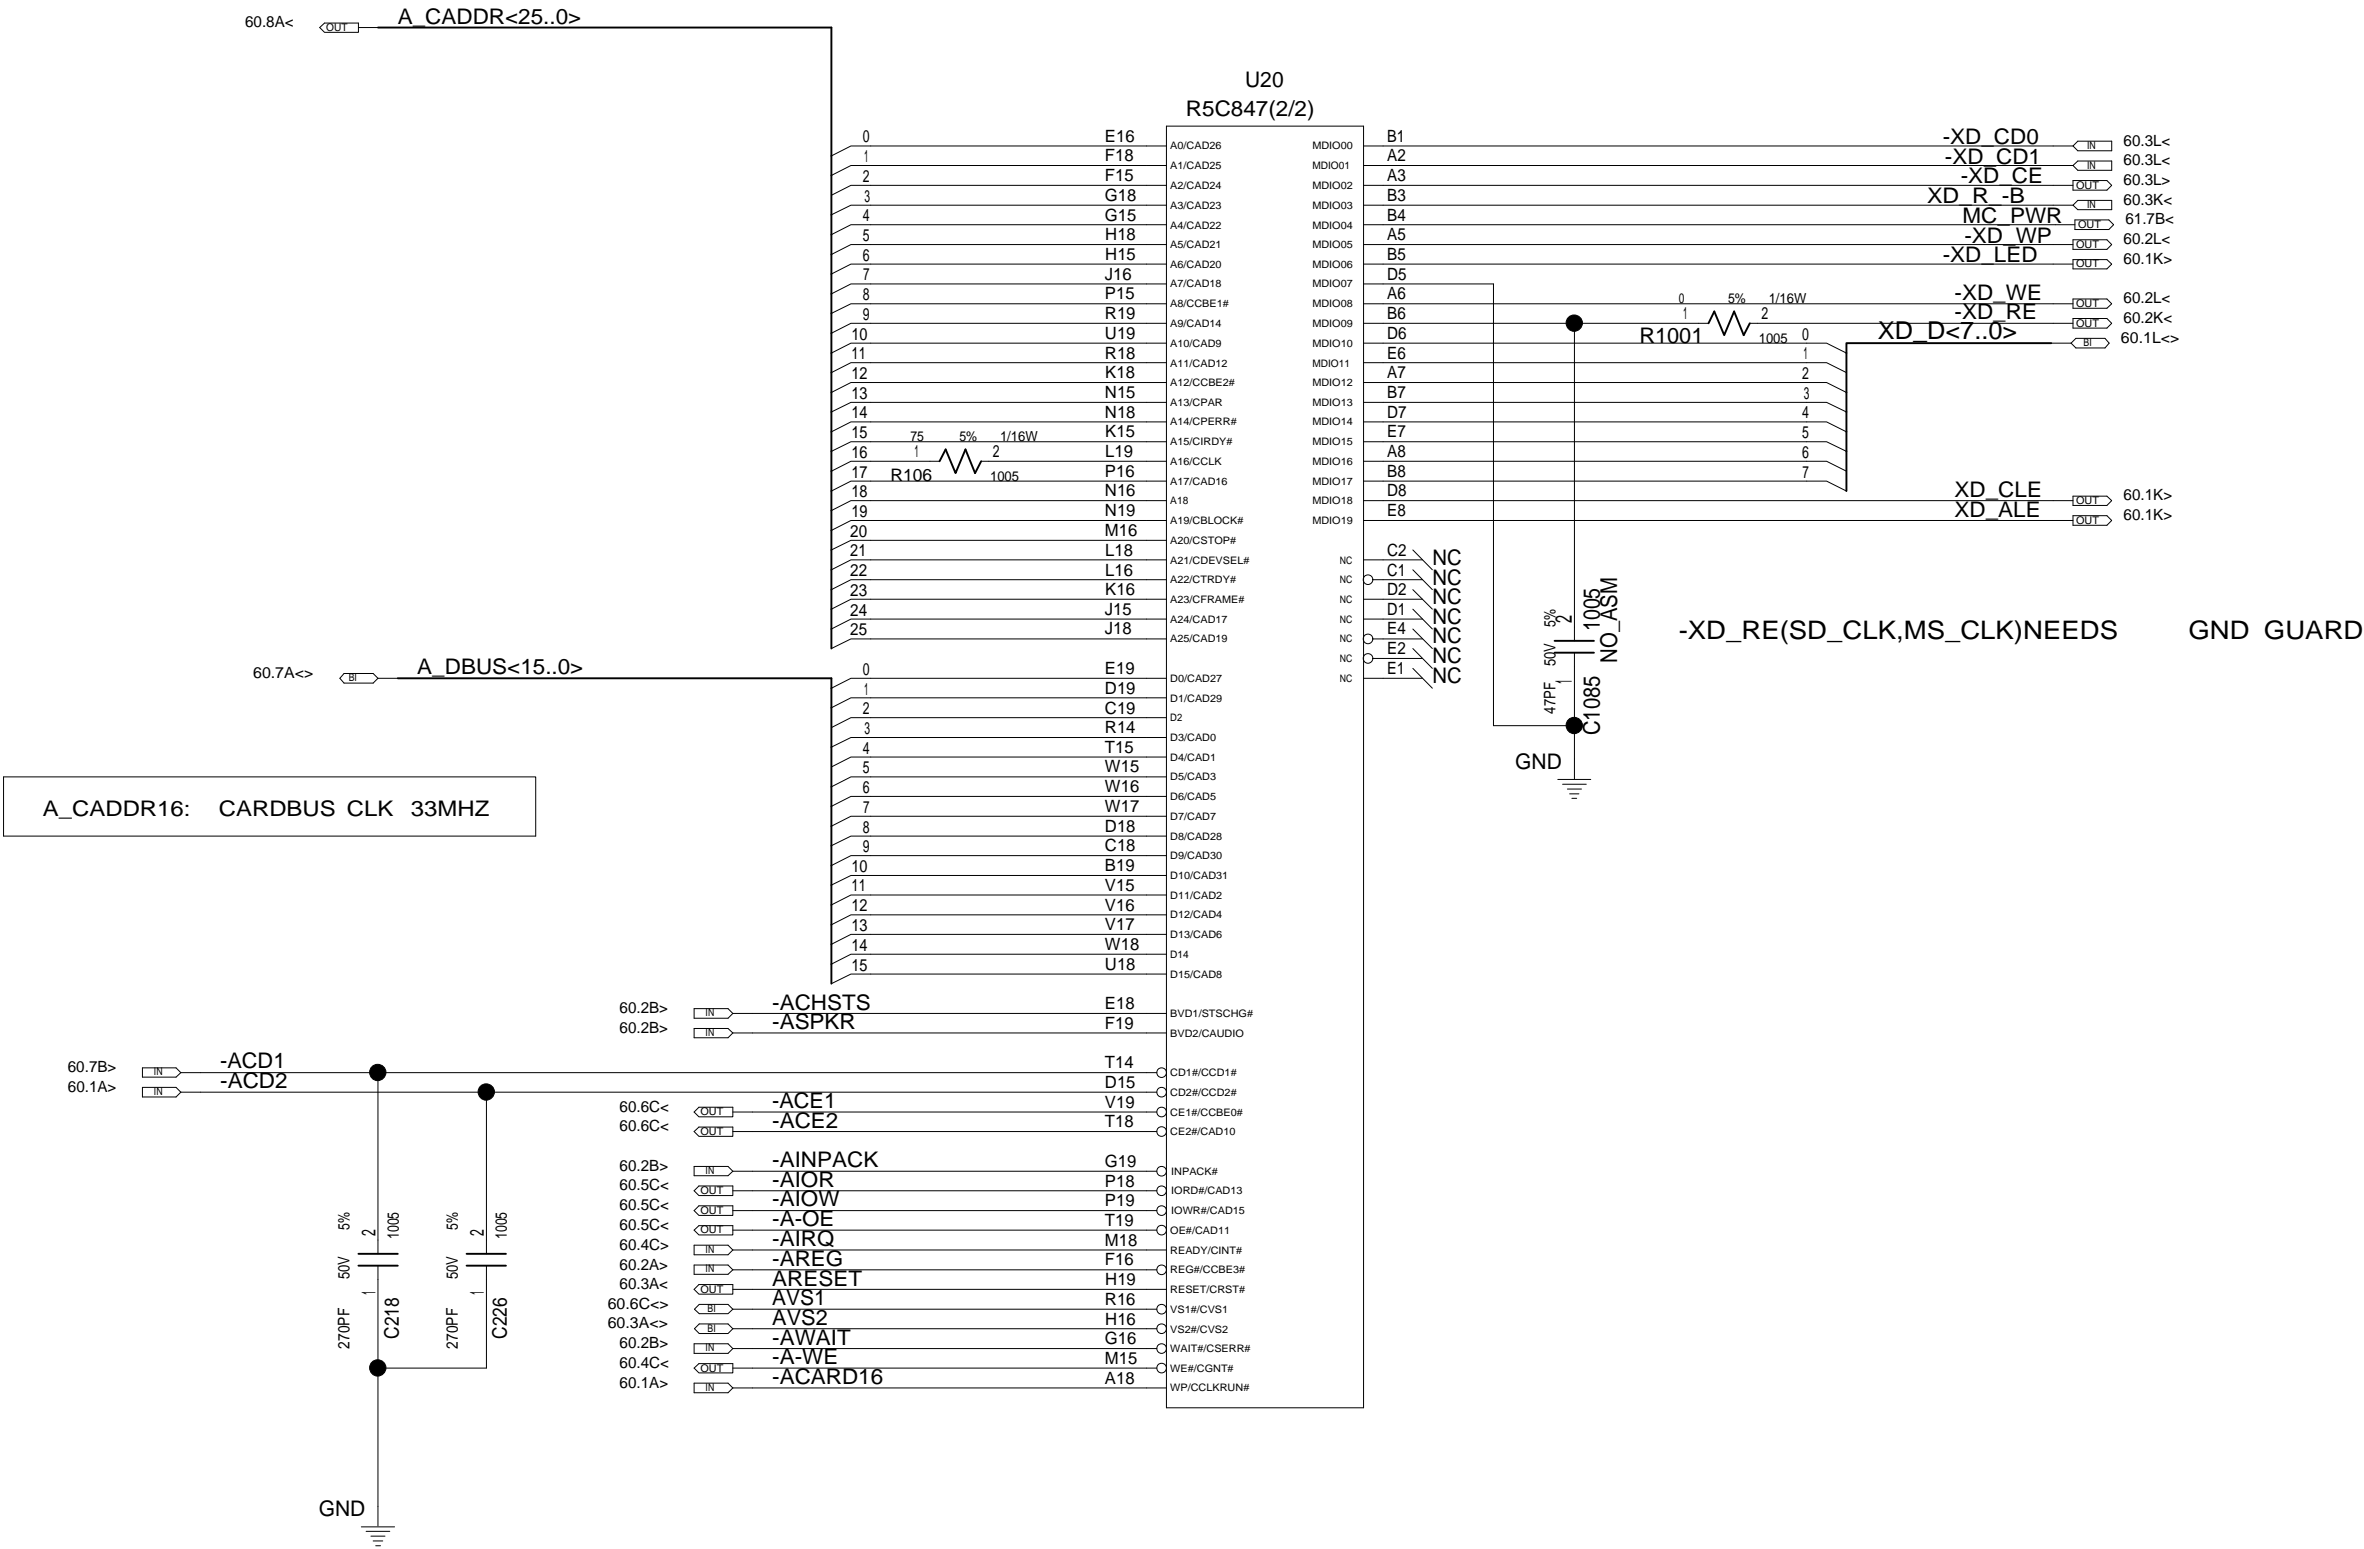 60.8A< OUT A_CADDR<25..0>
U20
R5C847(2/2)
0 E16 A0/CAD26 MDIO00 B1 -XD_CD0 IN 60.3L<
1 F18 A1/CAD25 MDIO01 A2 -XD_CD1 IN 60.3L<
2 F15 A2/CAD24 MDIO02 A3 -XD_CE OUT 60.3L>
3 G18 A3/CAD23 MDIO03 B3 XD_R_-B IN 60.3K<
4 G15 A4/CAD22 MDIO04 B4 MC_PWR OUT 61.7B<
5 H18 A5/CAD21 MDIO05 A5 -XD_WP OUT 60.2L<
6 H15 A6/CAD20 MDIO06 B5 -XD_LED OUT 60.1K>
7 J16 A7/CAD18 MDIO07 D5
8 P15 A8/CCBE1# MDIO08 A6 0 5% 1/16W -XD_WE OUT 60.2L<
9 R19 A9/CAD14 MDIO09 B6 1 2 -XD_RE OUT 60.2K<
10 U19 A10/CAD9 MDIO10 D6 R1001 1005 0 XD_D<7..0> BI 60.1L<>
11 R18 A11/CAD12 MDIO11 E6 1
12 K18 A12/CCBE2# MDIO12 A7 2
13 N15 A13/CPAR MDIO13 B7 3
14 N18 A14/CPERR# MDIO14 D7 4
15 75 5% 1/16W K15 A15/CIRDY# MDIO15 E7 5
16 1 2 L19 A16/CCLK MDIO16 A8 6
17 R106 1005 P16 A17/CAD16 MDIO17 B8 7
18 N16 A18 MDIO18 D8 XD_CLE OUT 60.1K>
19 N19 A19/CBLOCK# MDIO19 E8 XD_ALE OUT 60.1K>
20 M16 A20/CSTOP#
21 L18 A21/CDEVSEL# NC C2 NC
22 L16 A22/CTRDY# NC C1 NC
23 K16 A23/CFRAME# NC D2 NC
24 J15 A24/CAD17 NC D1 NC
25 J18 A25/CAD19 NC E4 NC
NC E2 NC
60.7A<> BI A_DBUS<15..0>
0 E19 D0/CAD27 NC E1 NC
47PF 50V 5%
1 2
C1085 1005
NO_ASM
GND
-XD_RE(SD_CLK,MS_CLK)NEEDS GND GUARD
1 D19 D1/CAD29
2 C19 D2
3 R14 D3/CAD0
4 T15 D4/CAD1
5 W15 D5/CAD3
6 W16 D6/CAD5
7 W17 D7/CAD7
8 D18 D8/CAD28
9 C18 D9/CAD30
10 B19 D10/CAD31
11 V15 D11/CAD2
12 V16 D12/CAD4
13 V17 D13/CAD6
14 W18 D14
15 U18 D15/CAD8
A_CADDR16: CARDBUS CLK 33MHZ
60.2B> IN -ACHSTS E18 BVD1/STSCHG#
60.2B> IN -ASPKR F19 BVD2/CAUDIO
60.7B> IN -ACD1 T14 CD1#/CCD1#
60.1A> IN -ACD2 D15 CD2#/CCD2#
60.6C< OUT -ACE1 V19 CE1#/CCBE0#
60.6C< OUT -ACE2 T18 CE2#/CAD10
60.2B> IN -AINPACK G19 INPACK#
60.5C< OUT -AIOR P18 IORD#/CAD13
60.5C< OUT -AIOW P19 IOWR#/CAD15
60.5C< OUT -A-OE T19 OE#/CAD11
60.4C> IN -AIRQ M18 READY/CINT#
60.2A> IN -AREG F16 REG#/CCBE3#
60.3A< OUT ARESET H19 RESET/CRST#
60.6C<> BI AVS1 R16 VS1#/CVS1
60.3A<> BI AVS2 H16 VS2#/CVS2
60.2B> IN -AWAIT G16 WAIT#/CSERR#
60.4C< OUT -A-WE M15 WE#/CGNT#
60.1A> IN -ACARD16 A18 WP/CCLKRUN#
270PF 50V 5%
1 2
C218 1005
270PF 50V 5%
1 2
C226 1005
GND